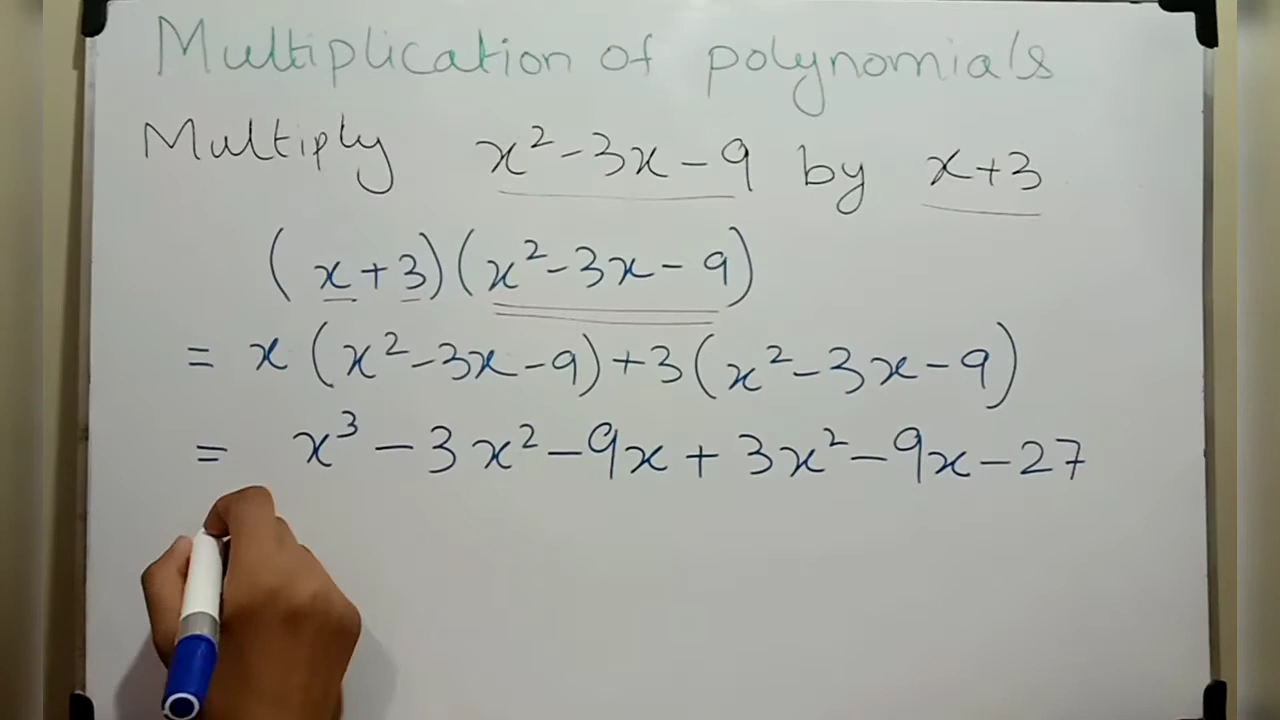 Multiplication of polynomials
Multiply x²-3x-9 by x+3
(x+3)(x²-3x-9)
= x(x²-3x-9)+3(x²-3x-9)
= x³-3x²-9x+3x²-9x-27